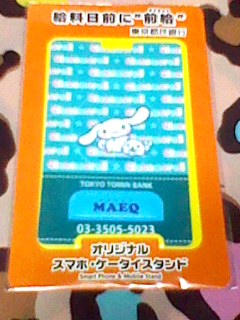 給料日前に"前給"
東京都民銀行
TOKYO TOMIN BANK
MAEQ
03-3505-5023
オリジナル
スマホ・ケータイスタンド
Smart Phone & Mobile Stand